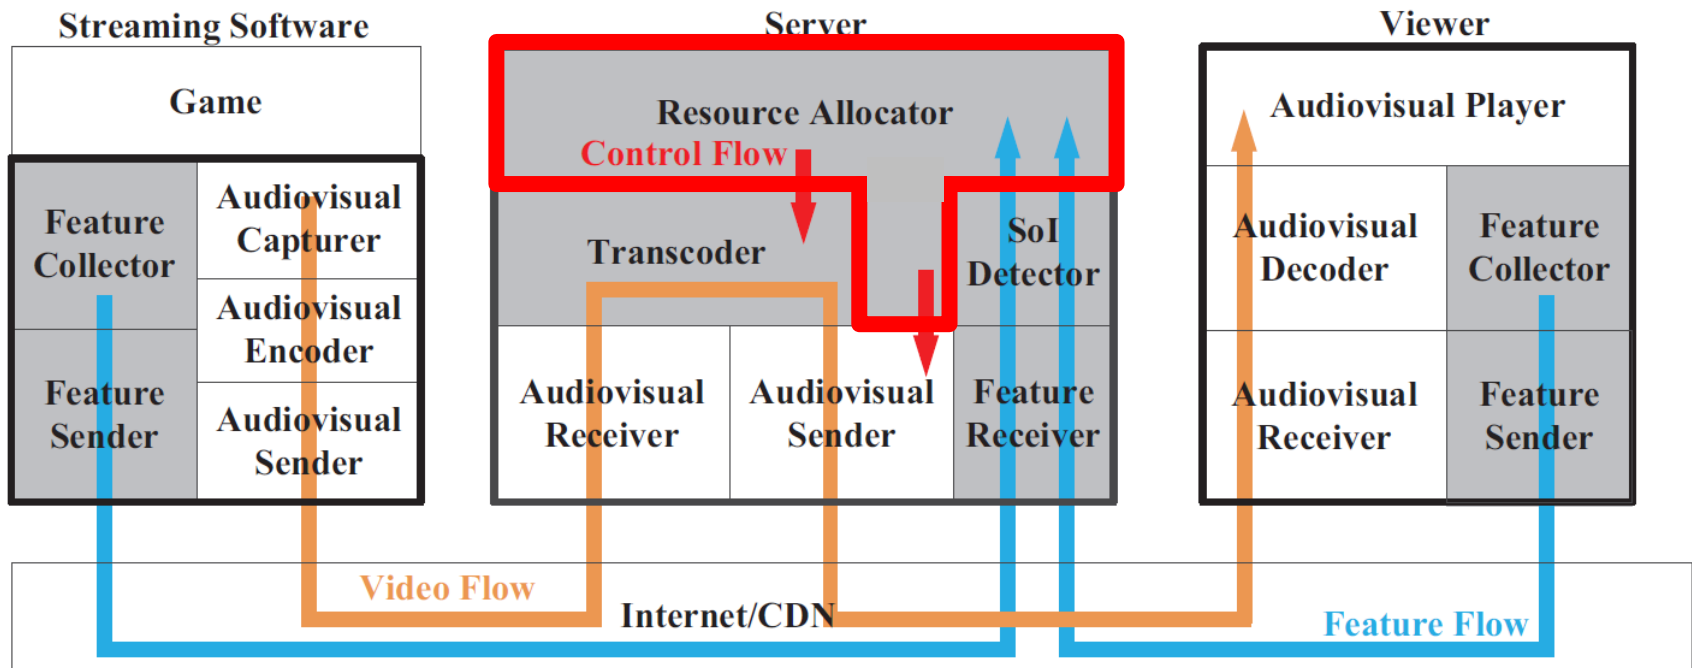 Streaming Software
Server
Viewer
Game
Resource Allocator
Control Flow
Audiovisual Player
Feature
Collector
Audiovisual
Capturer
Audiovisual
Encoder
Feature
Sender
Audiovisual
Sender
Transcoder
SoI
Detector
Audiovisual
Receiver
Audiovisual
Sender
Feature
Receiver
Audiovisual
Decoder
Feature
Collector
Audiovisual
Receiver
Feature
Sender
Video Flow
Internet/CDN
Feature Flow